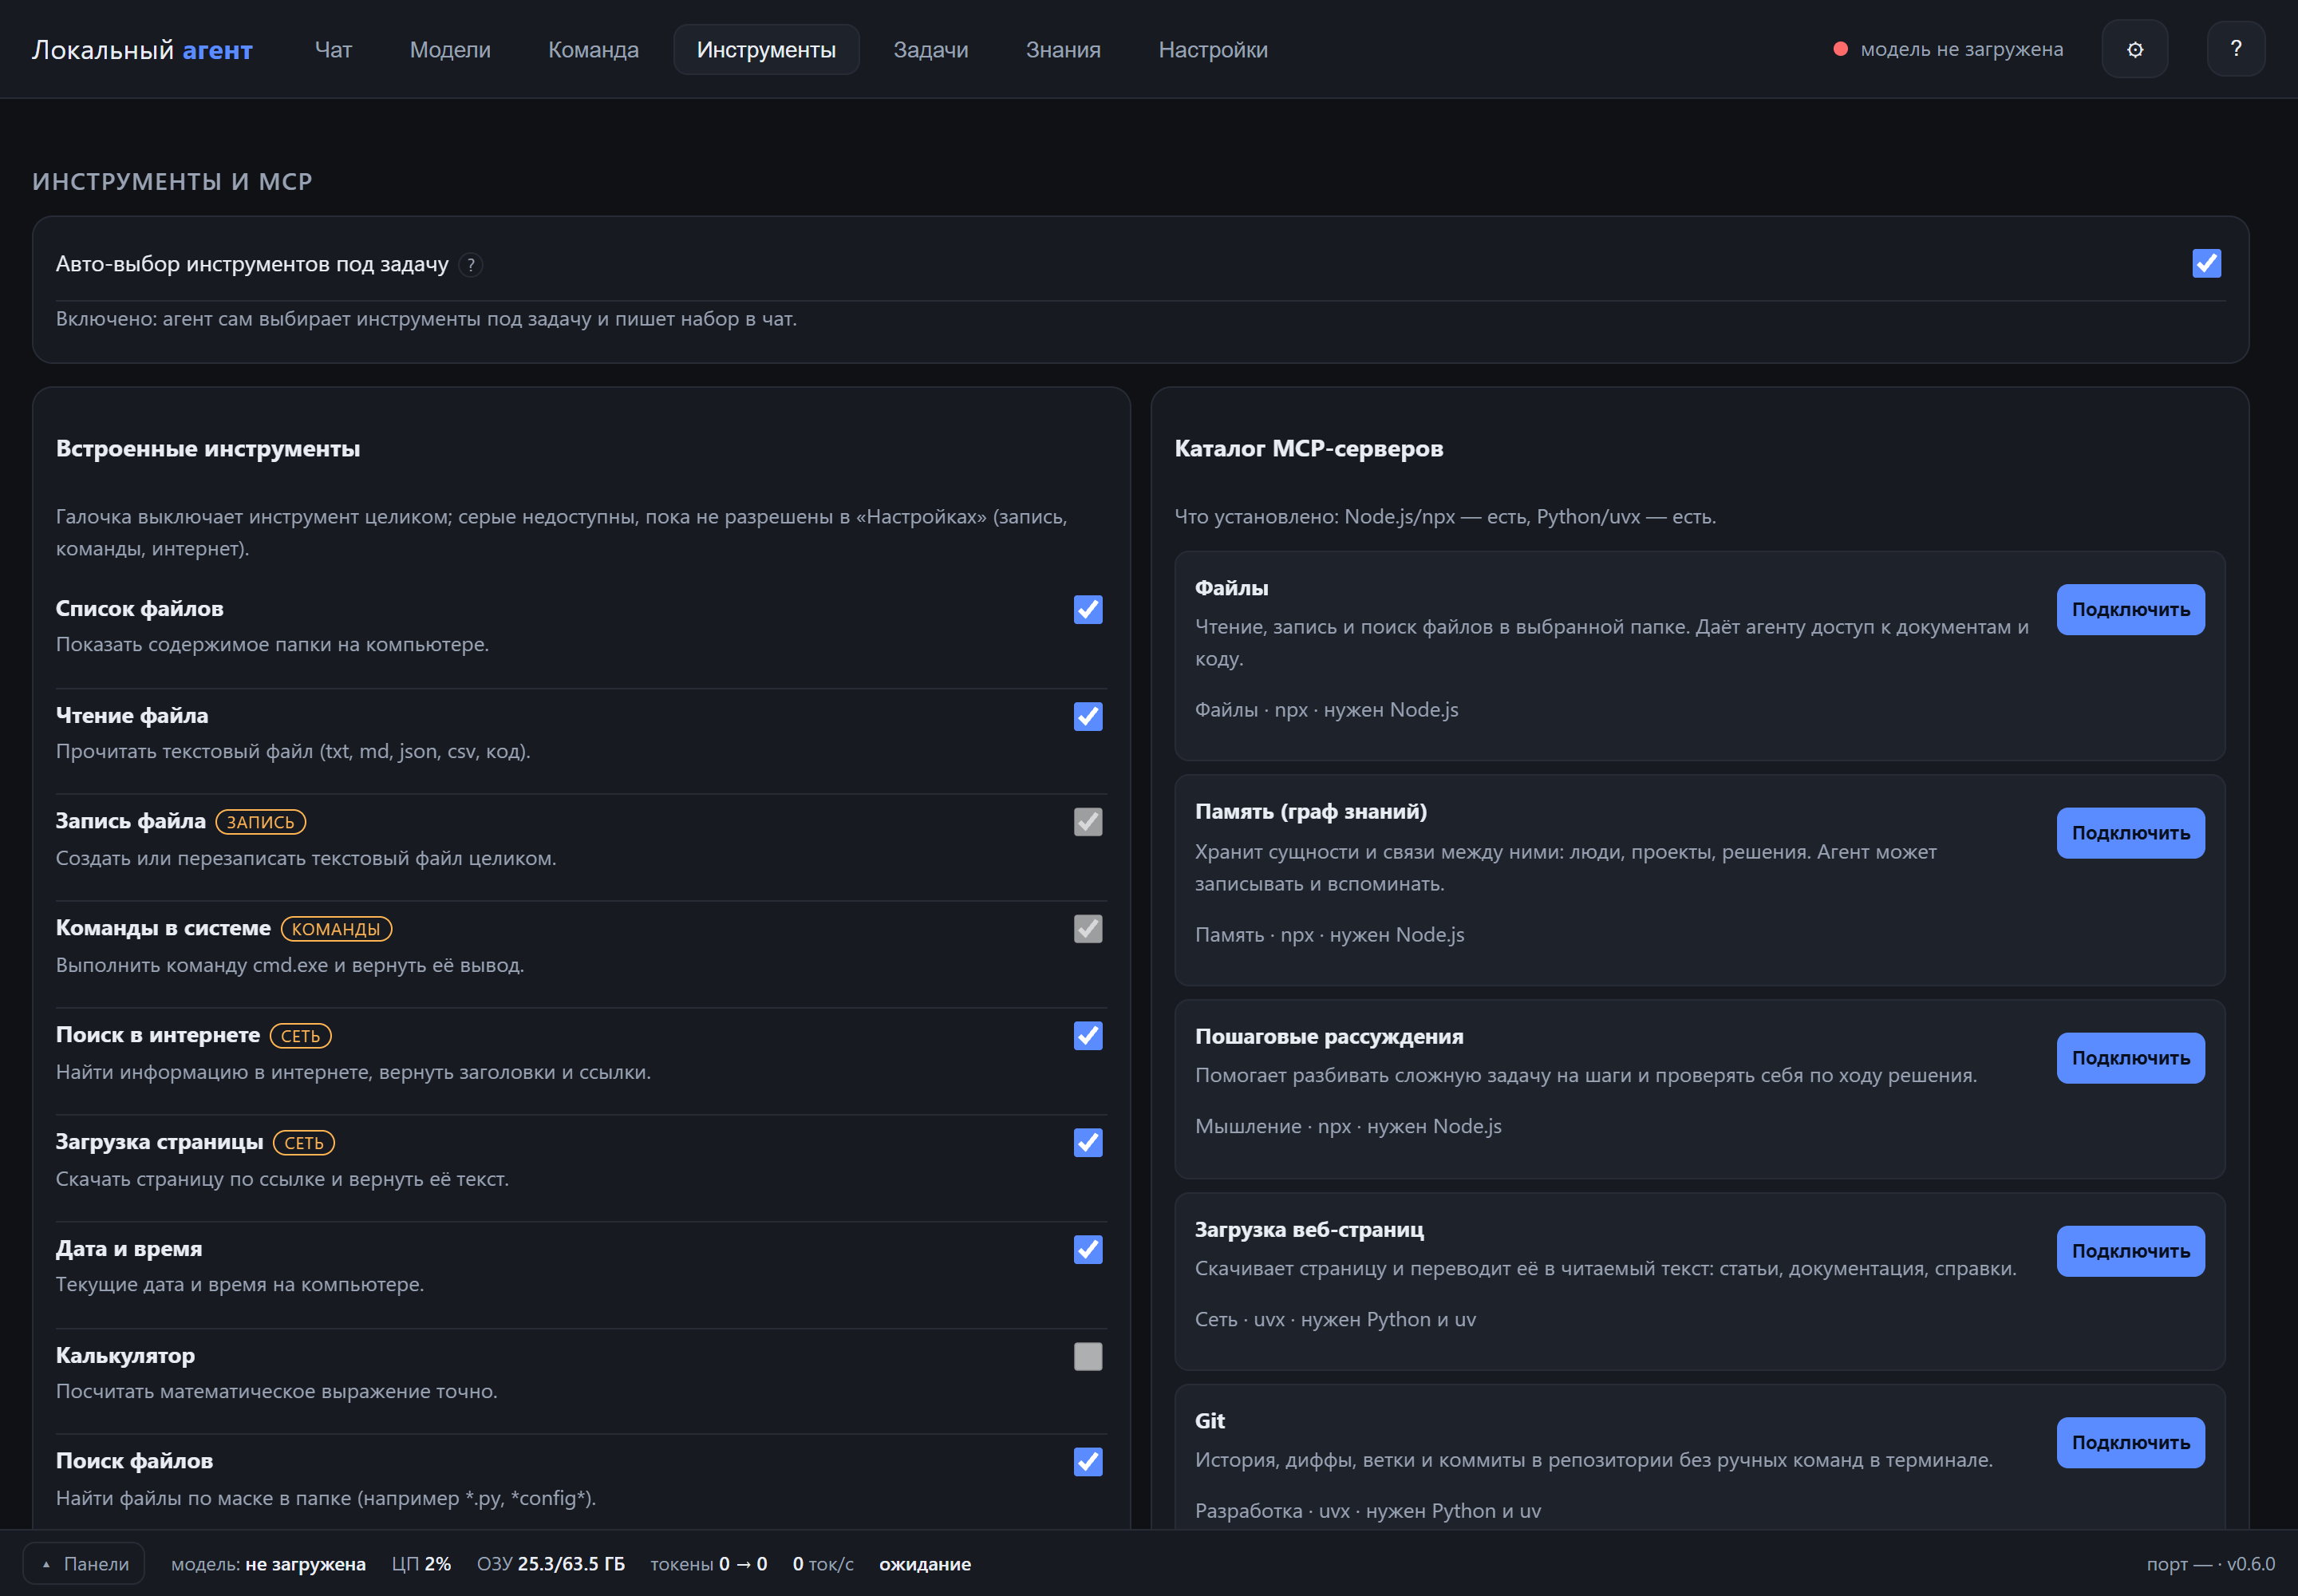 Локальный агент
Чат
Модели
Команда
Инструменты
Задачи
Знания
Настройки
модель не загружена
?
ИНСТРУМЕНТЫ И MCP
Авто-выбор инструментов под задачу ?
Включено: агент сам выбирает инструменты под задачу и пишет набор в чат.
Встроенные инструменты
Галочка выключает инструмент целиком; серые недоступны, пока не разрешены в «Настройках» (запись,
команды, интернет).
Список файлов
Показать содержимое папки на компьютере.
Чтение файла
Прочитать текстовый файл (txt, md, json, csv, код).
Запись файла ЗАПИСЬ
Создать или перезаписать текстовый файл целиком.
Команды в системе КОМАНДЫ
Выполнить команду cmd.exe и вернуть её вывод.
Поиск в интернете СЕТЬ
Найти информацию в интернете, вернуть заголовки и ссылки.
Загрузка страницы СЕТЬ
Скачать страницу по ссылке и вернуть её текст.
Дата и время
Текущие дата и время на компьютере.
Калькулятор
Посчитать математическое выражение точно.
Поиск файлов
Найти файлы по маске в папке (например *.py, *config*).
Каталог MCP-серверов
Что установлено: Node.js/npx — есть, Python/uvx — есть.
Файлы
Подключить
Чтение, запись и поиск файлов в выбранной папке. Даёт агенту доступ к документам и
коду.
Файлы · npx · нужен Node.js
Память (граф знаний)
Подключить
Хранит сущности и связи между ними: люди, проекты, решения. Агент может
записывать и вспоминать.
Память · npx · нужен Node.js
Пошаговые рассуждения
Подключить
Помогает разбивать сложную задачу на шаги и проверять себя по ходу решения.
Мышление · npx · нужен Node.js
Загрузка веб-страниц
Подключить
Скачивает страницу и переводит её в читаемый текст: статьи, документация, справки.
Сеть · uvx · нужен Python и uv
Git
Подключить
История, диффы, ветки и коммиты в репозитории без ручных команд в терминале.
Разработка · uvx · нужен Python и uv
▲ Панели
модель: не загружена
ЦП 2%
ОЗУ 25.3/63.5 ГБ
токены 0 → 0
0 ток/с
ожидание
порт — · v0.6.0